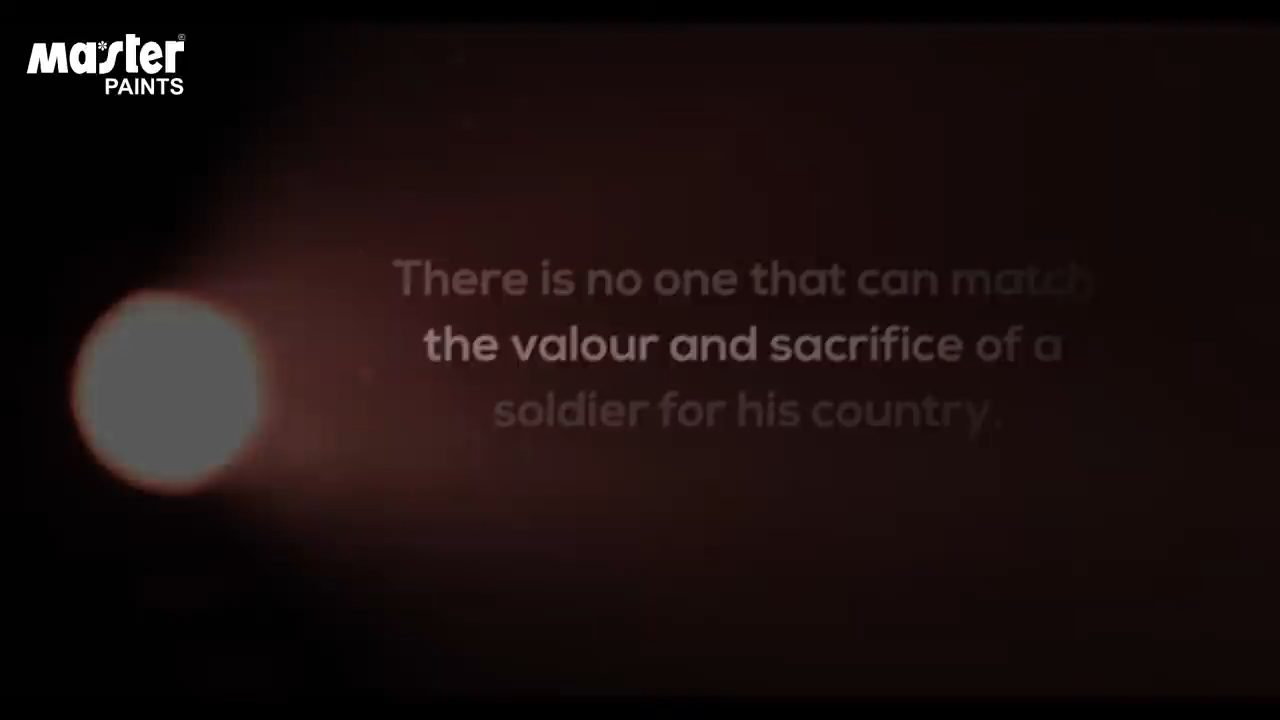 Master
PAINTS
There is no one that can match
the valour and sacrifice of a
soldier for his country.